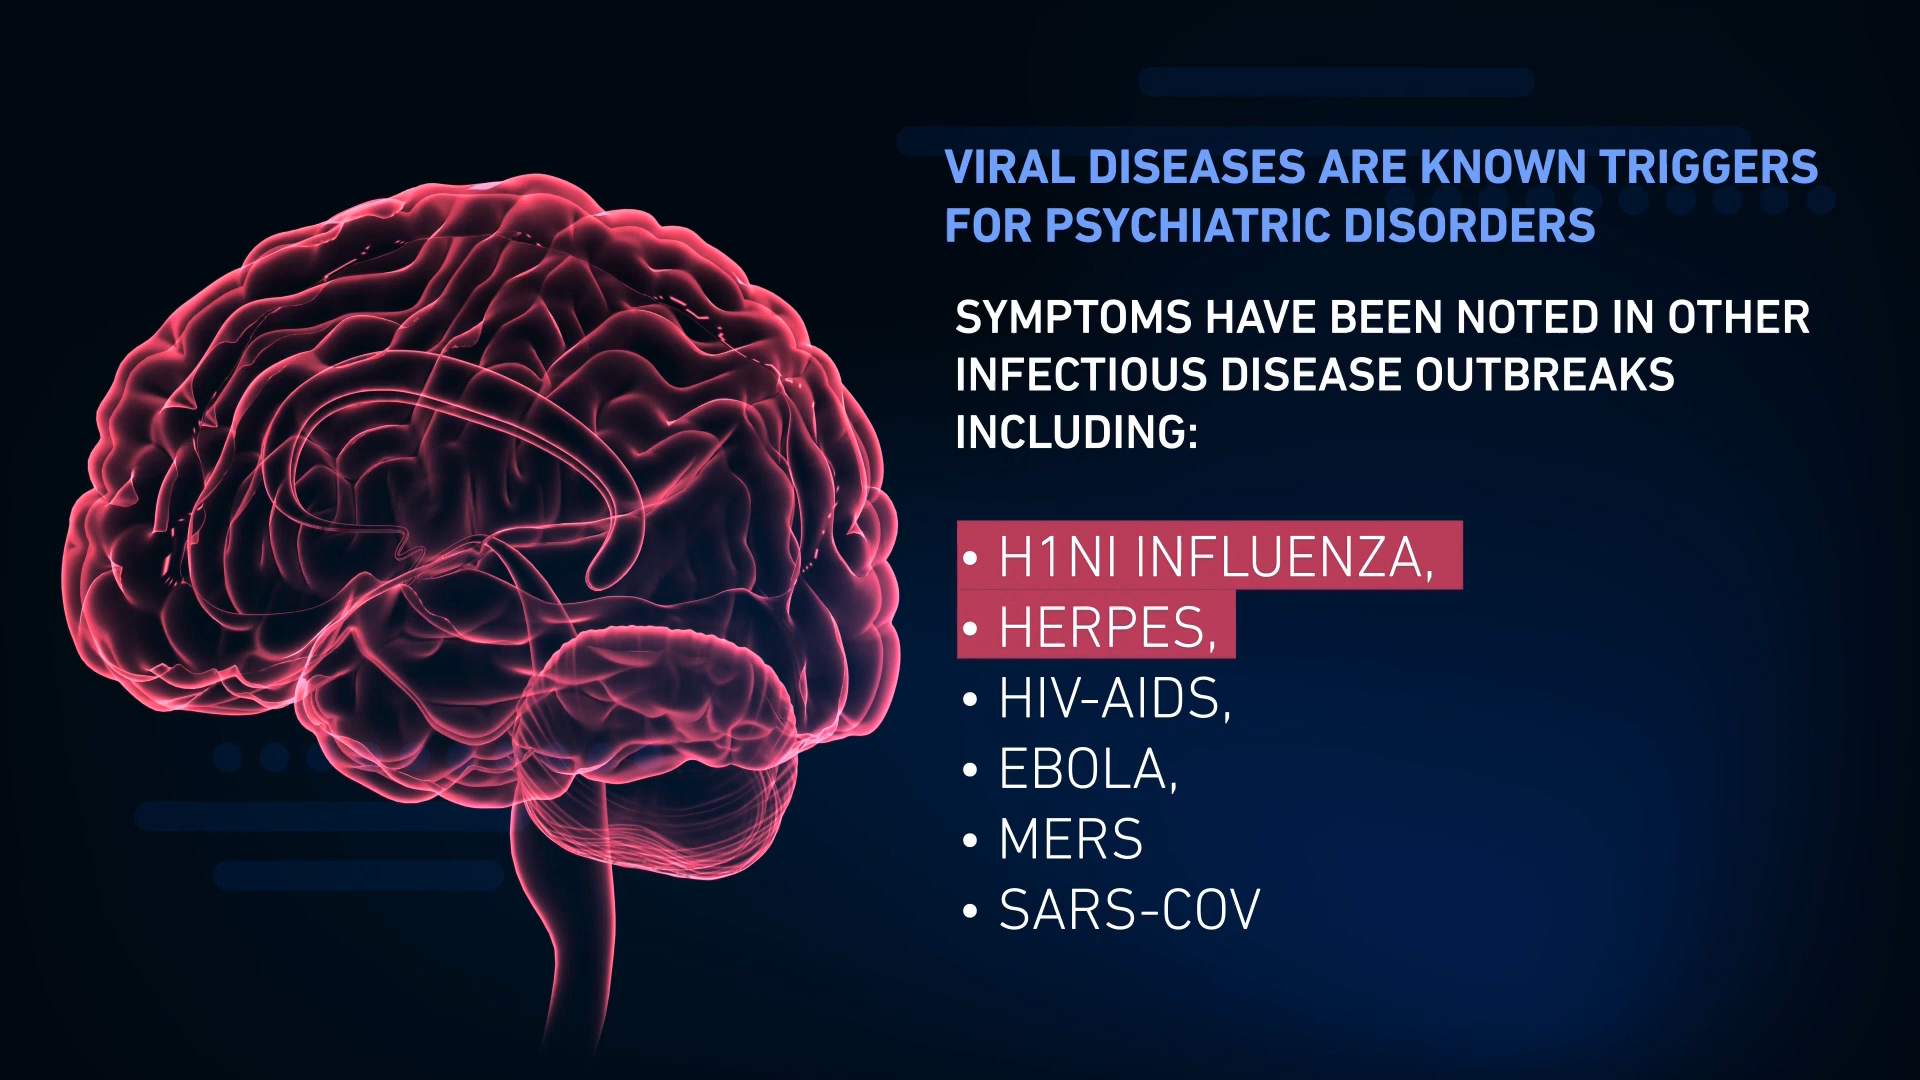 VIRAL DISEASES ARE KNOWN TRIGGERS
FOR PSYCHIATRIC DISORDERS
SYMPTOMS HAVE BEEN NOTED IN OTHER
INFECTIOUS DISEASE OUTBREAKS
INCLUDING:
• H1NI INFLUENZA,
• HERPES,
• HIV-AIDS,
• EBOLA,
• MERS
• SARS-COV